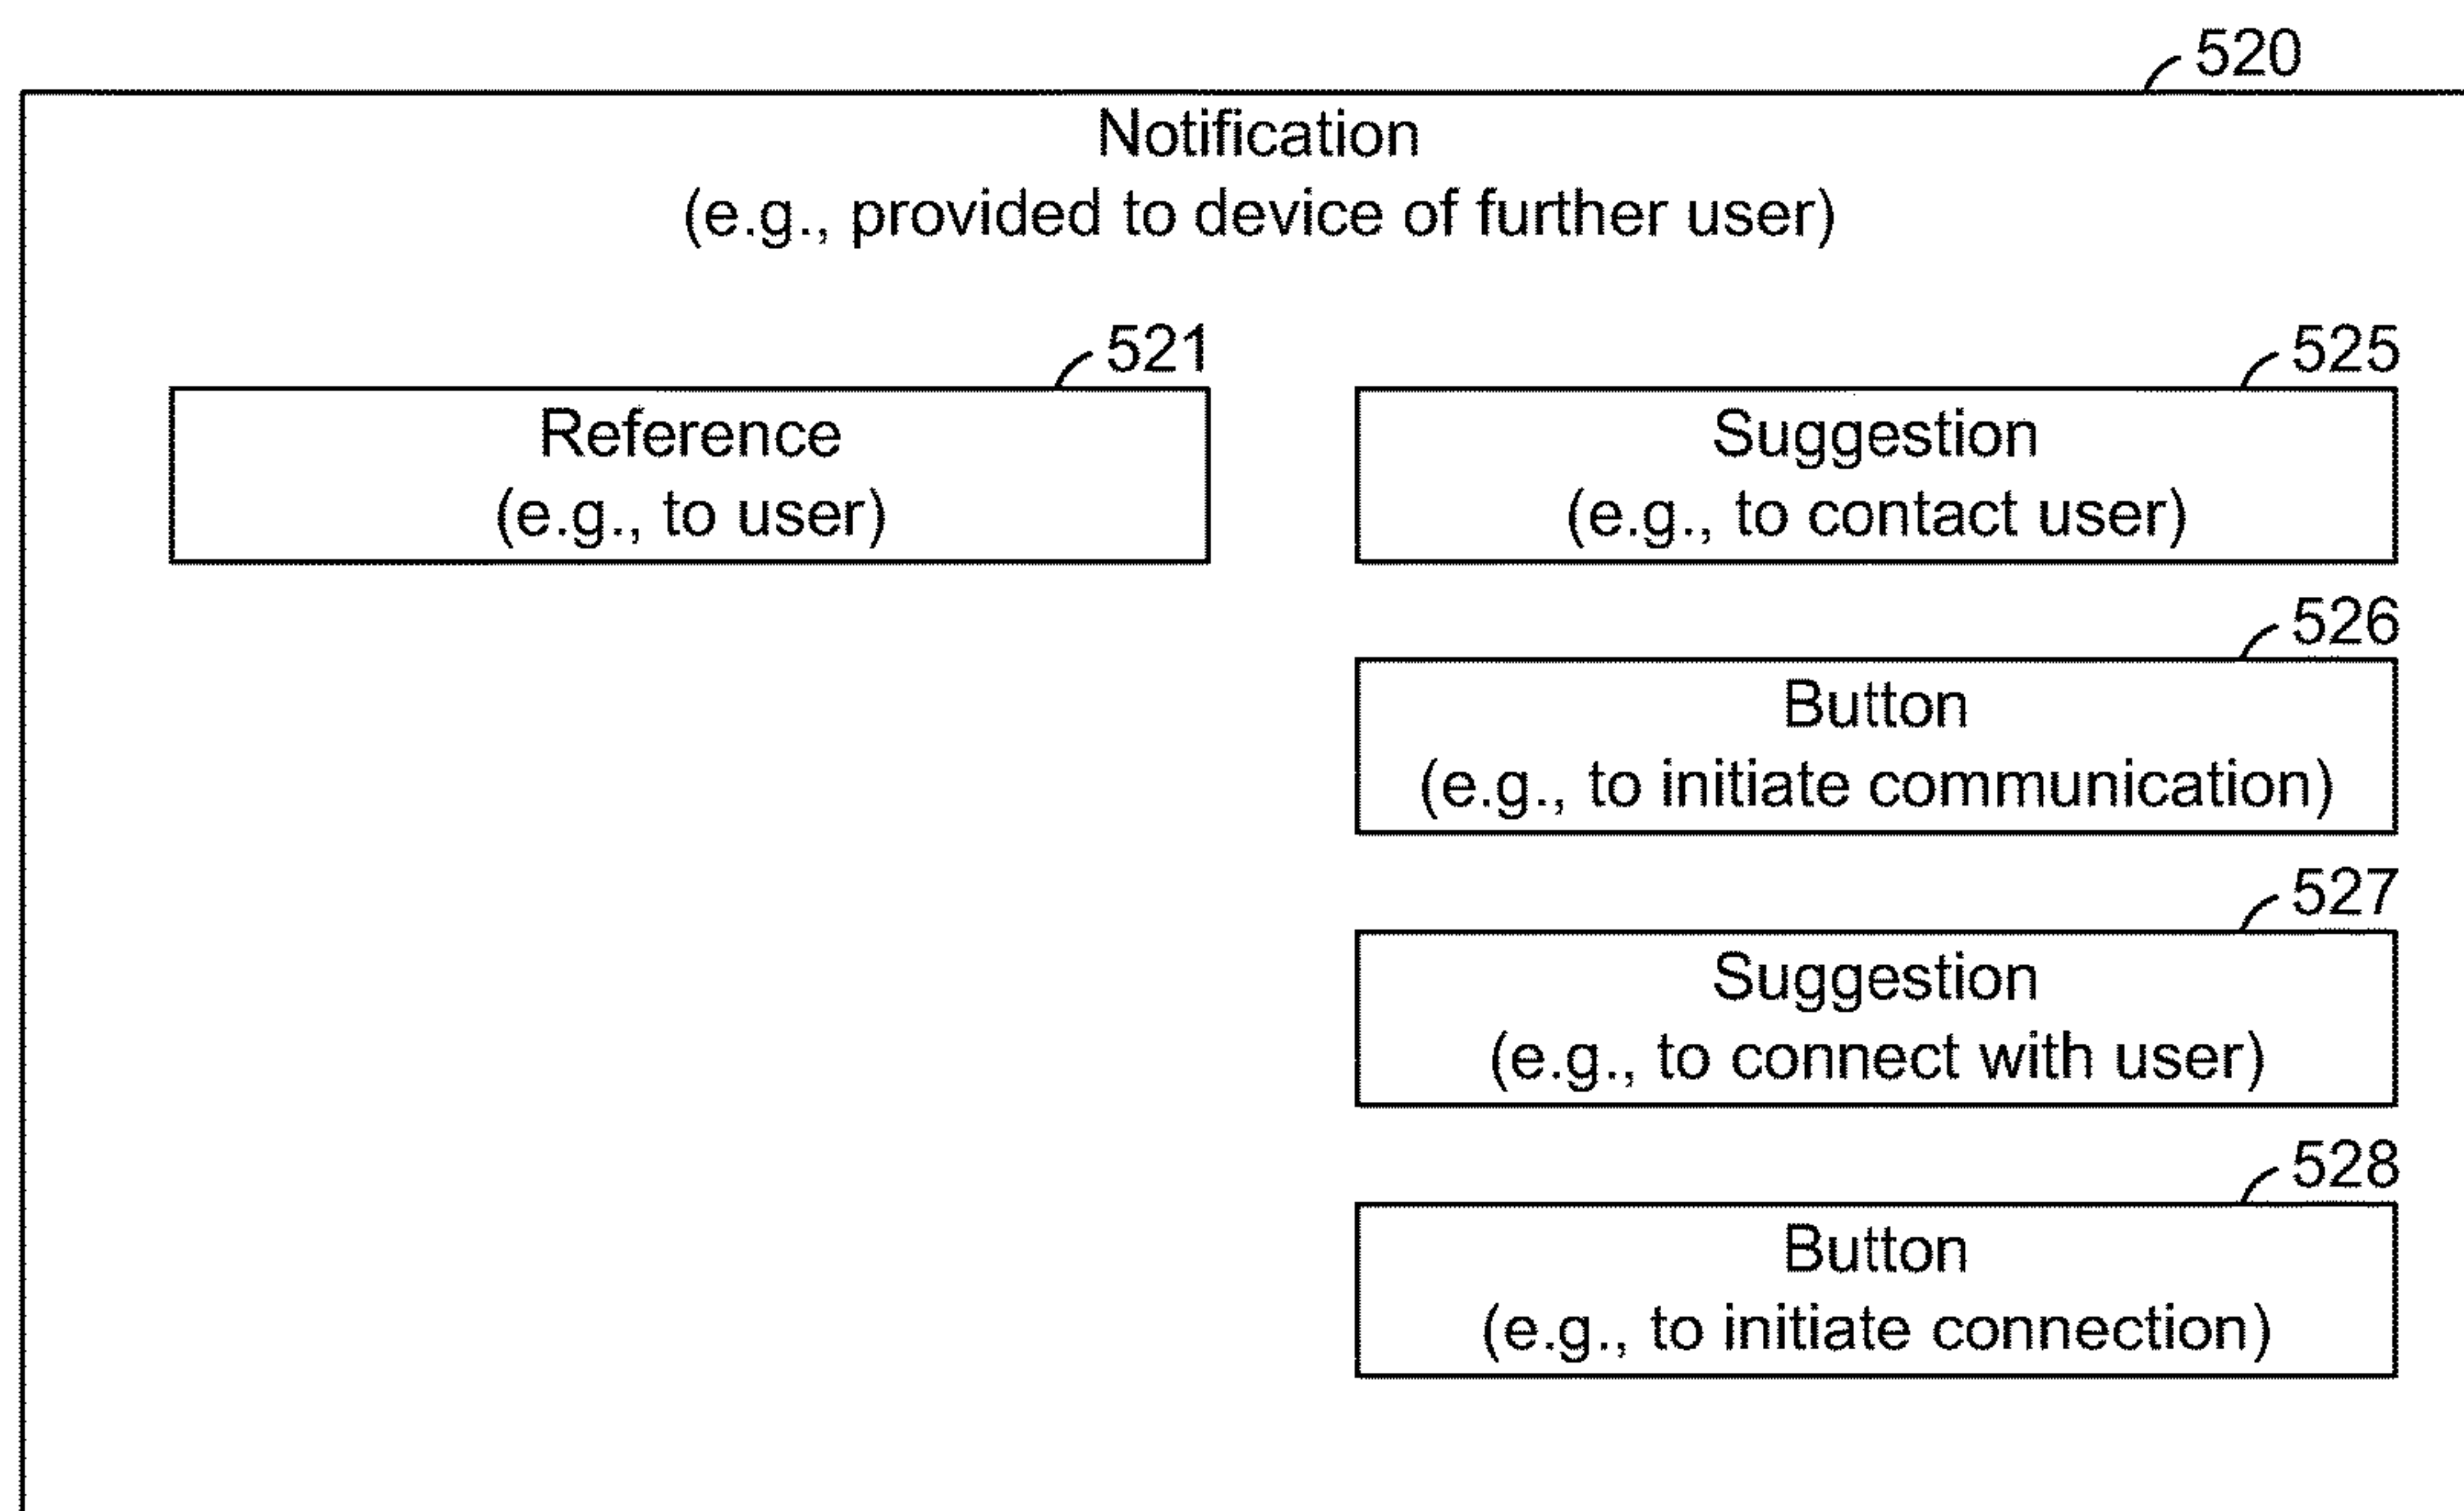 520
Notification
(e.g., provided to device of further user)
521
Reference
(e.g., to user)
525
Suggestion
(e.g., to contact user)
526
Button
(e.g., to initiate communication)
527
Suggestion
(e.g., to connect with user)
528
Button
(e.g., to initiate connection)